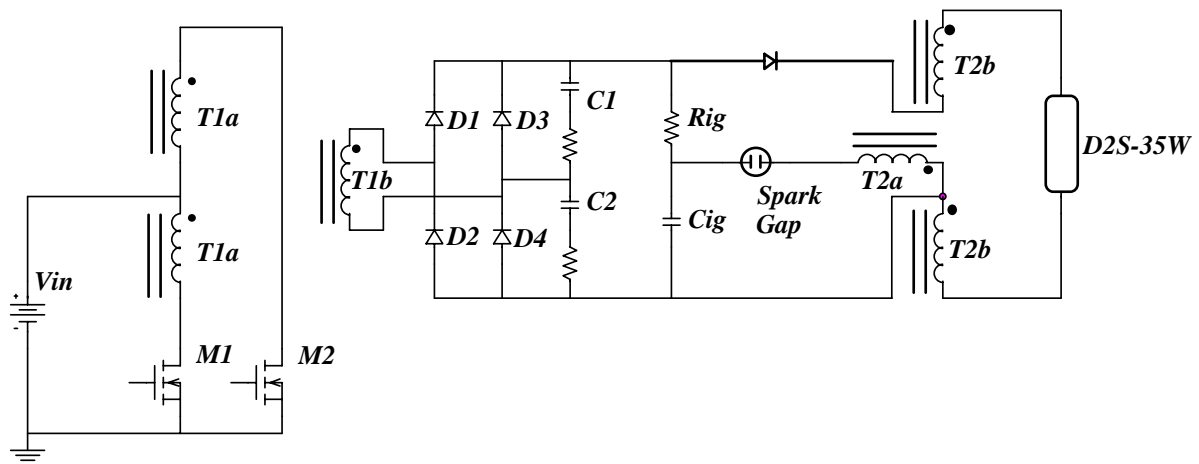 T1a
T1a
Vin
+
-
M1
M2
T1b
D1
D3
D2
D4
C1
C2
Rig
Cig
Spark
Gap
T2a
T2b
T2b
D2S-35W